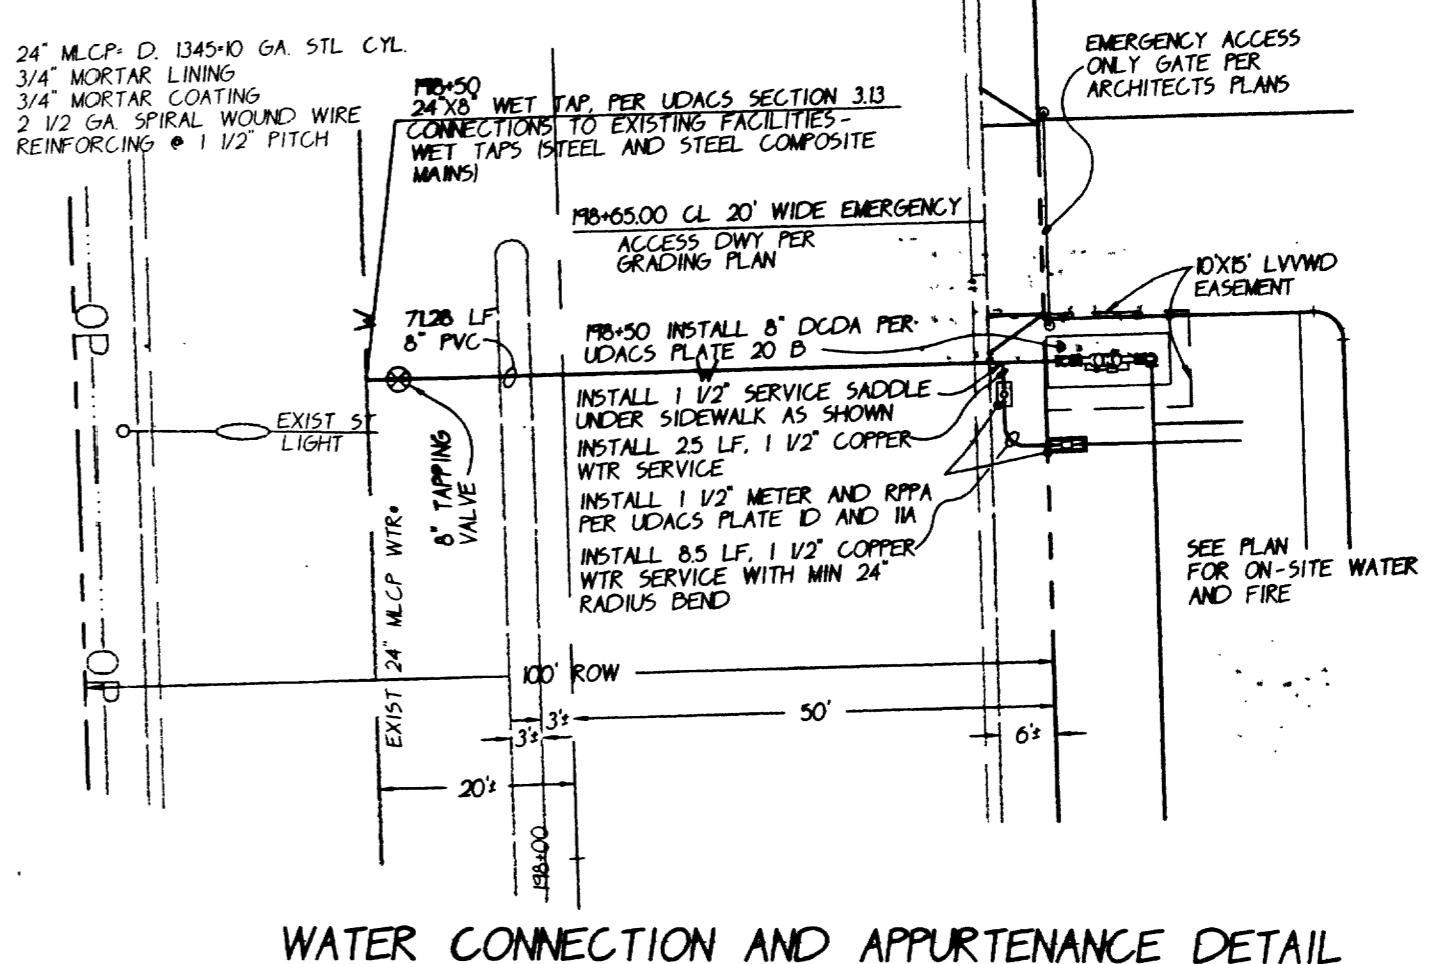 24" MLCP= D. 1345=10 GA. STL CYL.
3/4" MORTAR LINING
3/4" MORTAR COATING
2 1/2 GA. SPIRAL WOUND WIRE
REINFORCING @ 1 1/2" PITCH
198+50
24"X8" WET TAP, PER UDACS SECTION 3.13
CONNECTIONS TO EXISTING FACILITIES-
WET TAPS (STEEL AND STEEL COMPOSITE
MAINS)
EMERGENCY ACCESS
ONLY GATE PER
ARCHITECTS PLANS
198+65.00 CL 20' WIDE EMERGENCY
ACCESS DWY PER
GRADING PLAN
10'X15' LVVWD
EASEMENT
OP
W
71.28 LF
8" PVC
198+50 INSTALL 8" DCDA PER
UDACS PLATE 20 B
W
INSTALL 1 1/2" SERVICE SADDLE
UNDER SIDEWALK AS SHOWN
INSTALL 2.5 LF, 1 1/2" COPPER
WTR SERVICE
INSTALL 1 1/2" METER AND RPPA
PER UDACS PLATE 1D AND 11A
INSTALL 8.5 LF, 1 1/2" COPPER
WTR SERVICE WITH MIN 24"
RADIUS BEND
EXIST ST
LIGHT
8" TAPPING
VALVE
EXIST 24" MLCP WTR
SEE PLAN
FOR ON-SITE WATER
AND FIRE
OP
100' ROW
50'
3'±
3'±
6'±
20'±
198+00
WATER CONNECTION AND APPURTENANCE DETAIL